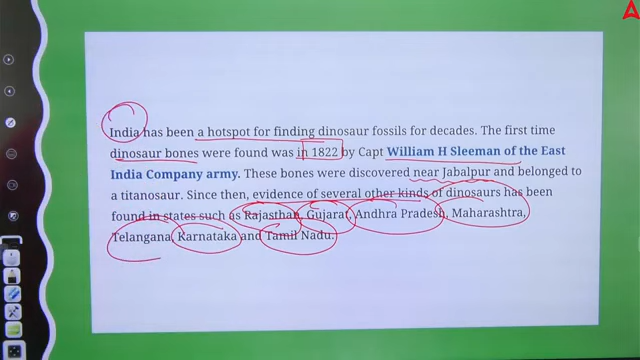 India has been a hotspot for finding dinosaur fossils for decades. The first time
dinosaur bones were found was in 1822 by Capt William H Sleeman of the East
India Company army. These bones were discovered near Jabalpur and belonged to
a titanosaur. Since then, evidence of several other kinds of dinosaurs has been
found in states such as Rajasthan, Gujarat, Andhra Pradesh, Maharashtra,
Telangana, Karnataka and Tamil Nadu.